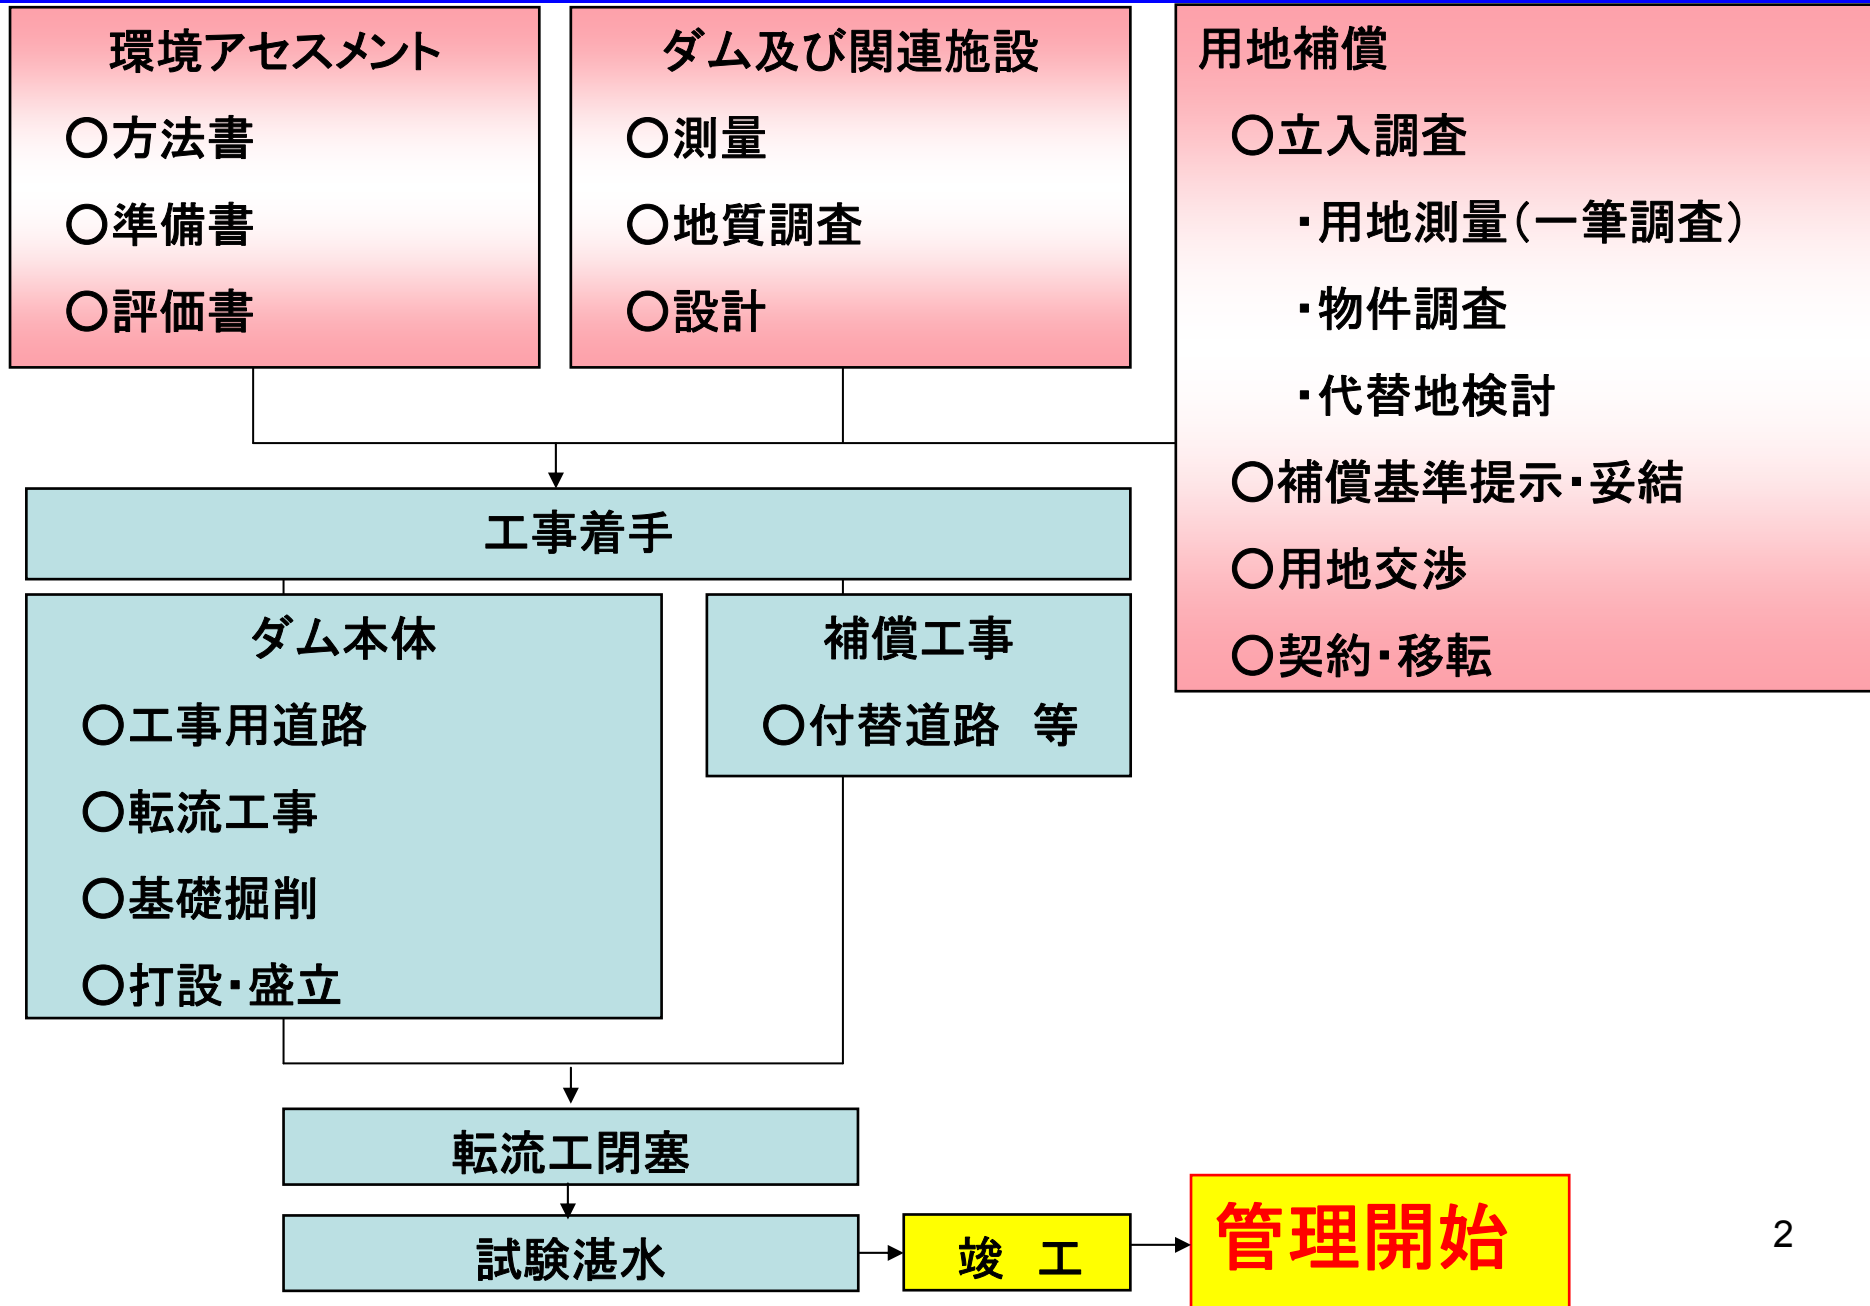 環境アセスメント
○方法書
○準備書
○評価書
ダム及び関連施設
○測量
○地質調査
○設計
用地補償
○立入調査
・用地測量(一筆調査)
・物件調査
・代替地検討
○補償基準提示・妥結
○用地交渉
○契約・移転
工事着手
ダム本体
○工事用道路
○転流工事
○基礎掘削
○打設・盛立
補償工事
○付替道路　等
転流工閉塞
試験湛水
竣　工
管理開始
2